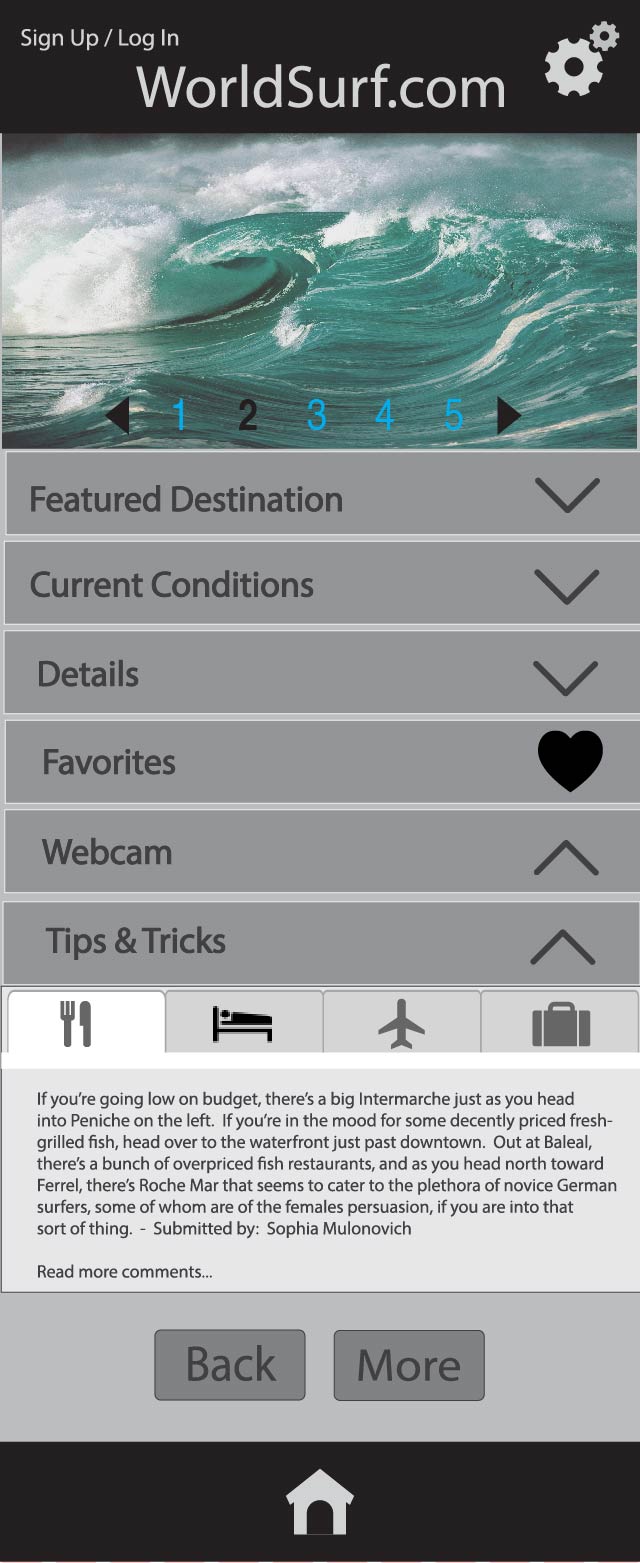 Sign Up / Log In
WorldSurf.com
1 2 3 4 5
Featured Destination
Current Conditions
Details
Favorites
Webcam
Tips & Tricks
If you're going low on budget, there's a big Intermarche just as you head
into Peniche on the left.  If you're in the mood for some decently priced fresh-
grilled fish, head over to the waterfront just past downtown.  Out at Baleal,
there's a bunch of overpriced fish restaurants, and as you head north toward
Ferrel, there's Roche Mar that seems to cater to the plethora of novice German
surfers, some of whom are of the females persuasion, if you are into that
sort of thing.  -  Submitted by:  Sophia Mulonovich
Read more comments...
Back More